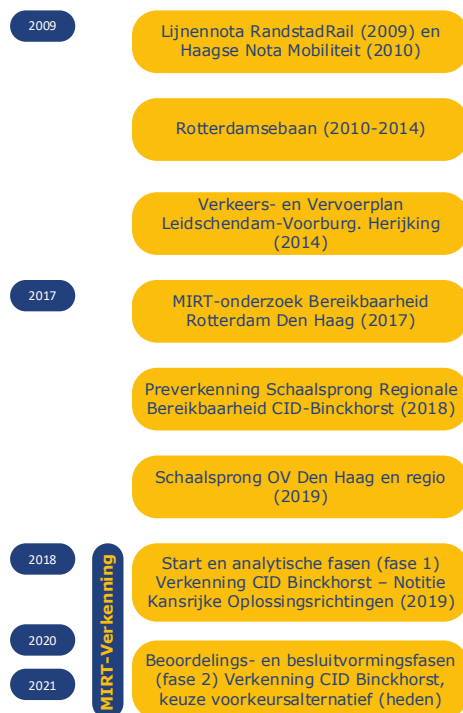 2009
Lijnennota RandstadRail (2009) en
Haagse Nota Mobiliteit (2010)
Rotterdamsebaan (2010-2014)
Verkeers- en Vervoerplan
Leidschendam-Voorburg. Herijking
(2014)
2017
MIRT-onderzoek Bereikbaarheid
Rotterdam Den Haag (2017)
Preverkenning Schaalsprong Regionale
Bereikbaarheid CID-Binckhorst (2018)
Schaalsprong OV Den Haag en regio
(2019)
2018
MIRT-Verkenning
Start en analytische fasen (fase 1)
Verkenning CID Binckhorst – Notitie
Kansrijke Oplossingsrichtingen (2019)
2020
2021
Beoordelings- en besluitvormingsfasen
(fase 2) Verkenning CID Binckhorst,
keuze voorkeursalternatief (heden)